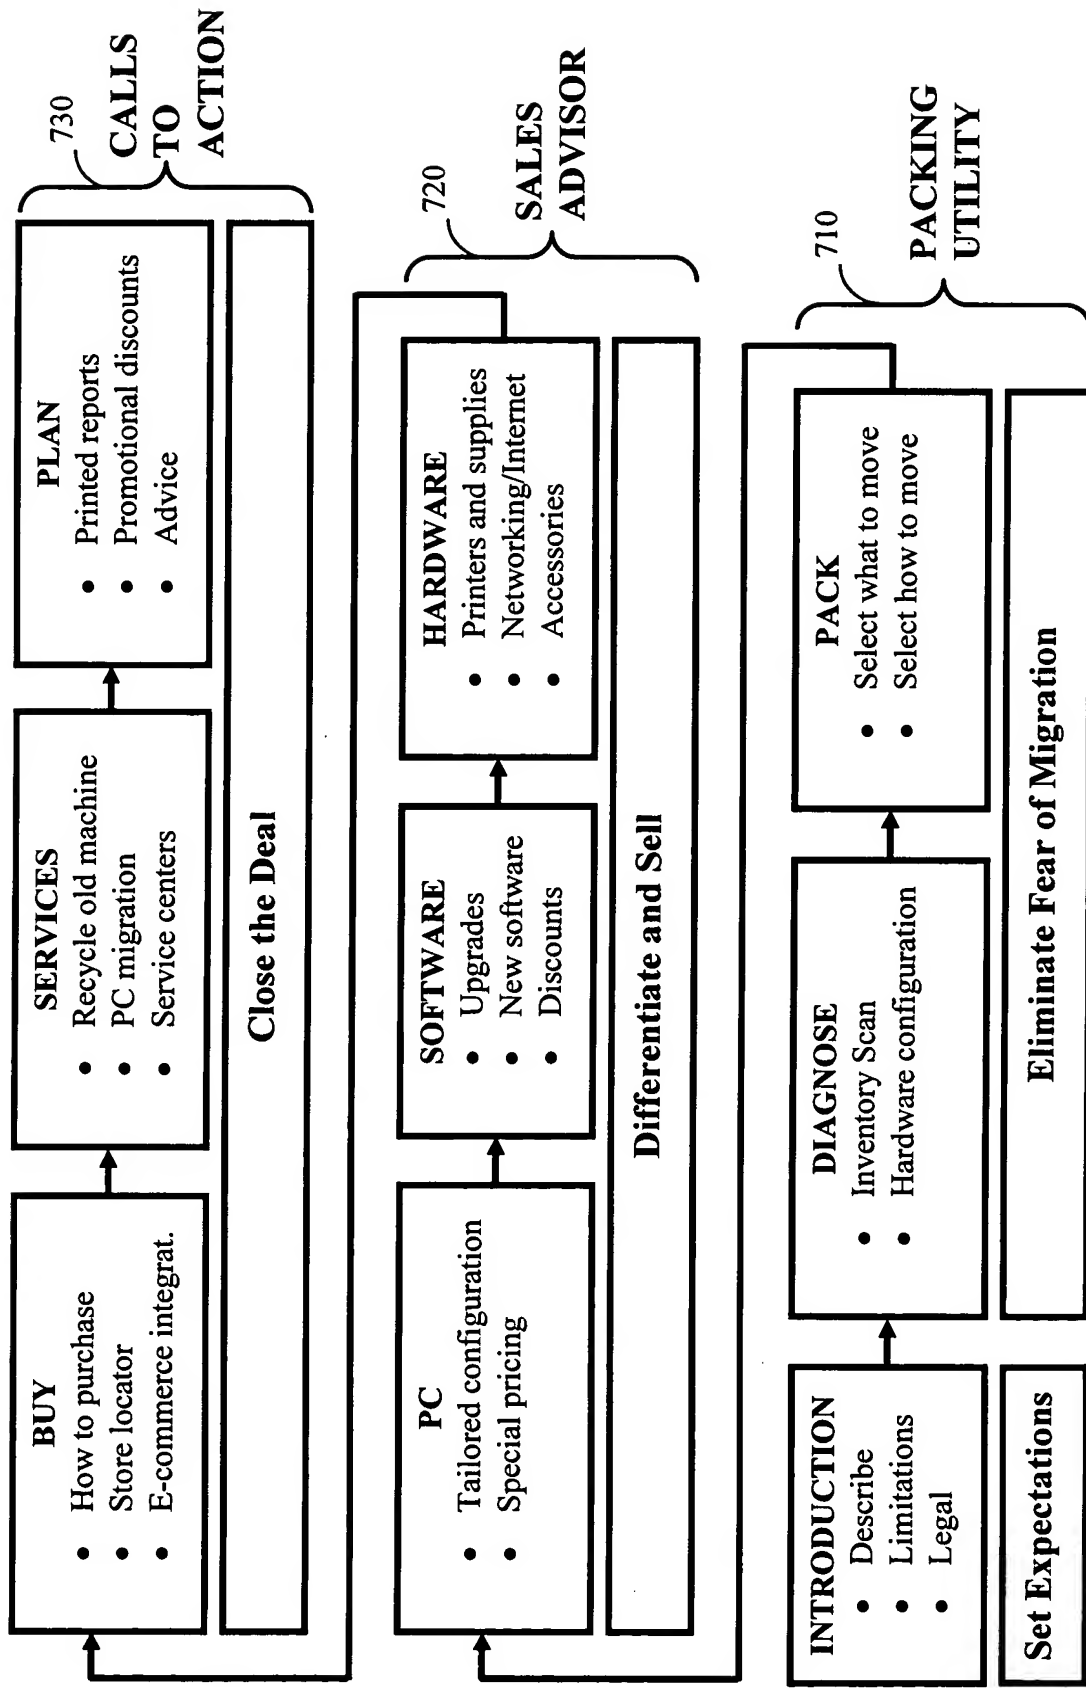 BUY
• How to purchase
• Store locator
• E-commerce integrat.
SERVICES
• Recycle old machine
• PC migration
• Service centers
PLAN
• Printed reports
• Promotional discounts
• Advice
Close the Deal
730
CALLS
TO
ACTION
PC
• Tailored configuration
• Special pricing
SOFTWARE
• Upgrades
• New software
• Discounts
HARDWARE
• Printers and supplies
• Networking/Internet
• Accessories
Differentiate and Sell
720
SALES
ADVISOR
INTRODUCTION
• Describe
• Limitations
• Legal
Set Expectations
DIAGNOSE
• Inventory Scan
• Hardware configuration
PACK
• Select what to move
• Select how to move
Eliminate Fear of Migration
710
PACKING
UTILITY